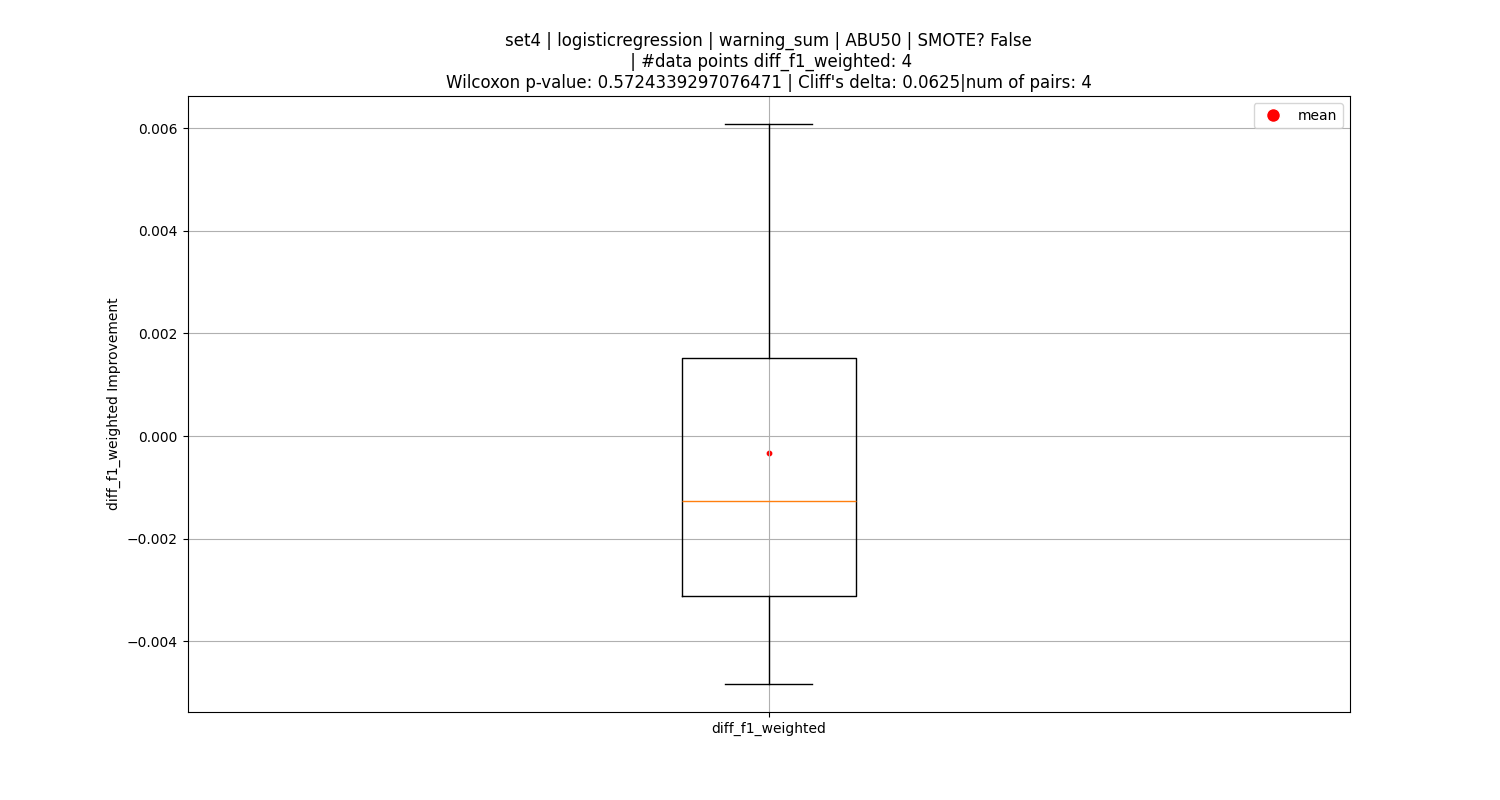 set4 | logisticregression | warning_sum | ABU50 | SMOTE? False
| #data points diff_f1_weighted: 4
Wilcoxon p-value: 0.5724339297076471 | Cliff's delta: 0.0625|num of pairs: 4
mean
0.006
0.004
0.002
0.000
−0.002
−0.004
diff_f1_weighted Improvement
diff_f1_weighted